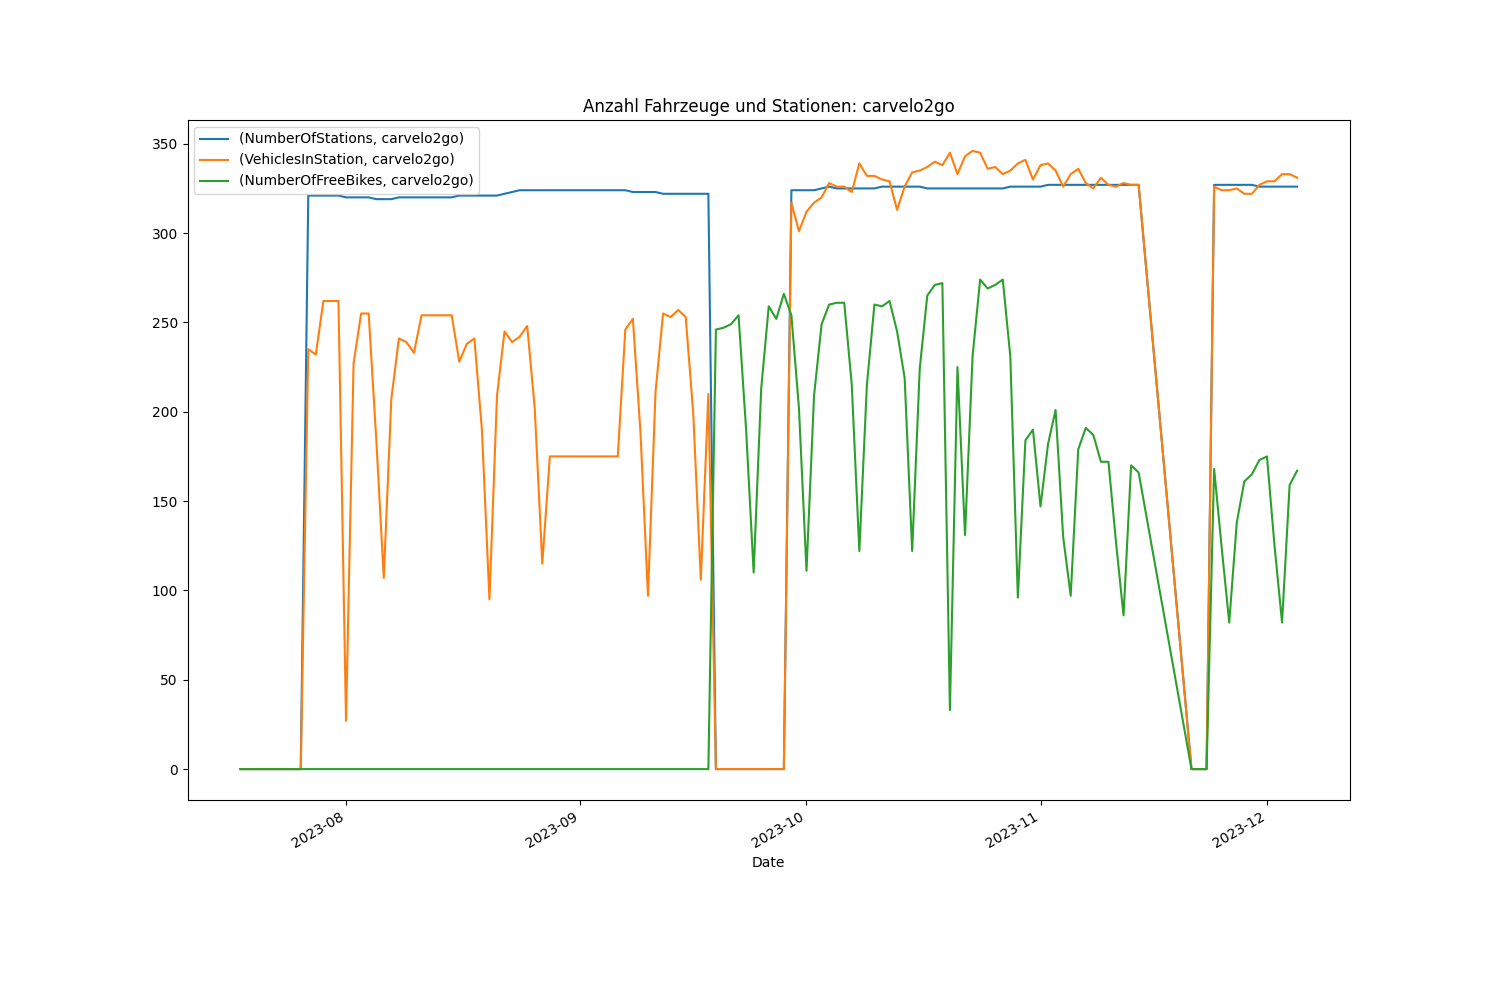 Anzahl Fahrzeuge und Stationen: carvelo2go
(NumberOfStations, carvelo2go)
(VehiclesInStation, carvelo2go)
(NumberOfFreeBikes, carvelo2go)
350
300
250
200
150
100
50
0
2023-08
2023-09
2023-10
2023-11
2023-12
Date